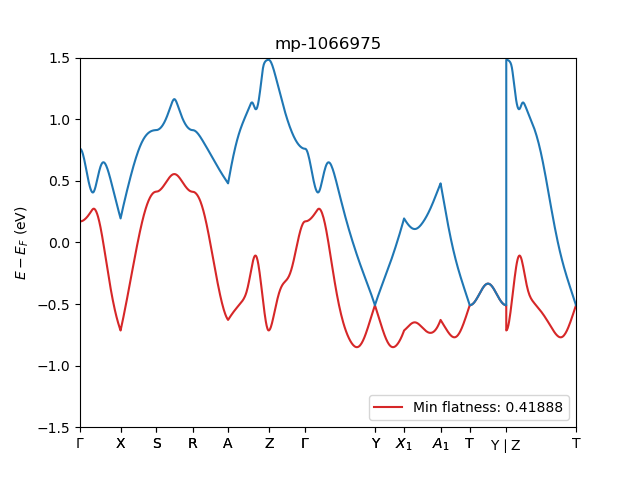 mp-1066975
E − E_F (eV)
1.5
1.0
0.5
0.0
−0.5
−1.0
−1.5
Min flatness: 0.41888
Γ X S R A Z Γ Y X₁ A₁ T Y | Z T